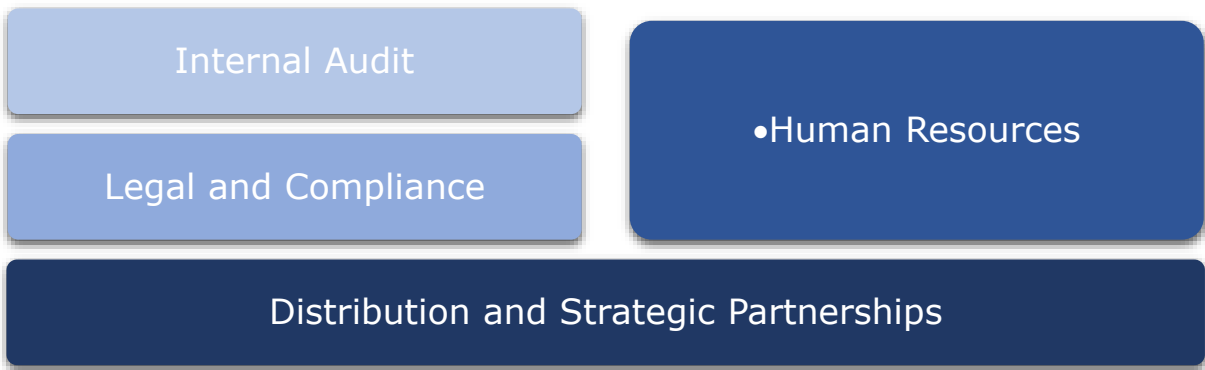 Internal Audit
Legal and Compliance
•Human Resources
Distribution and Strategic Partnerships